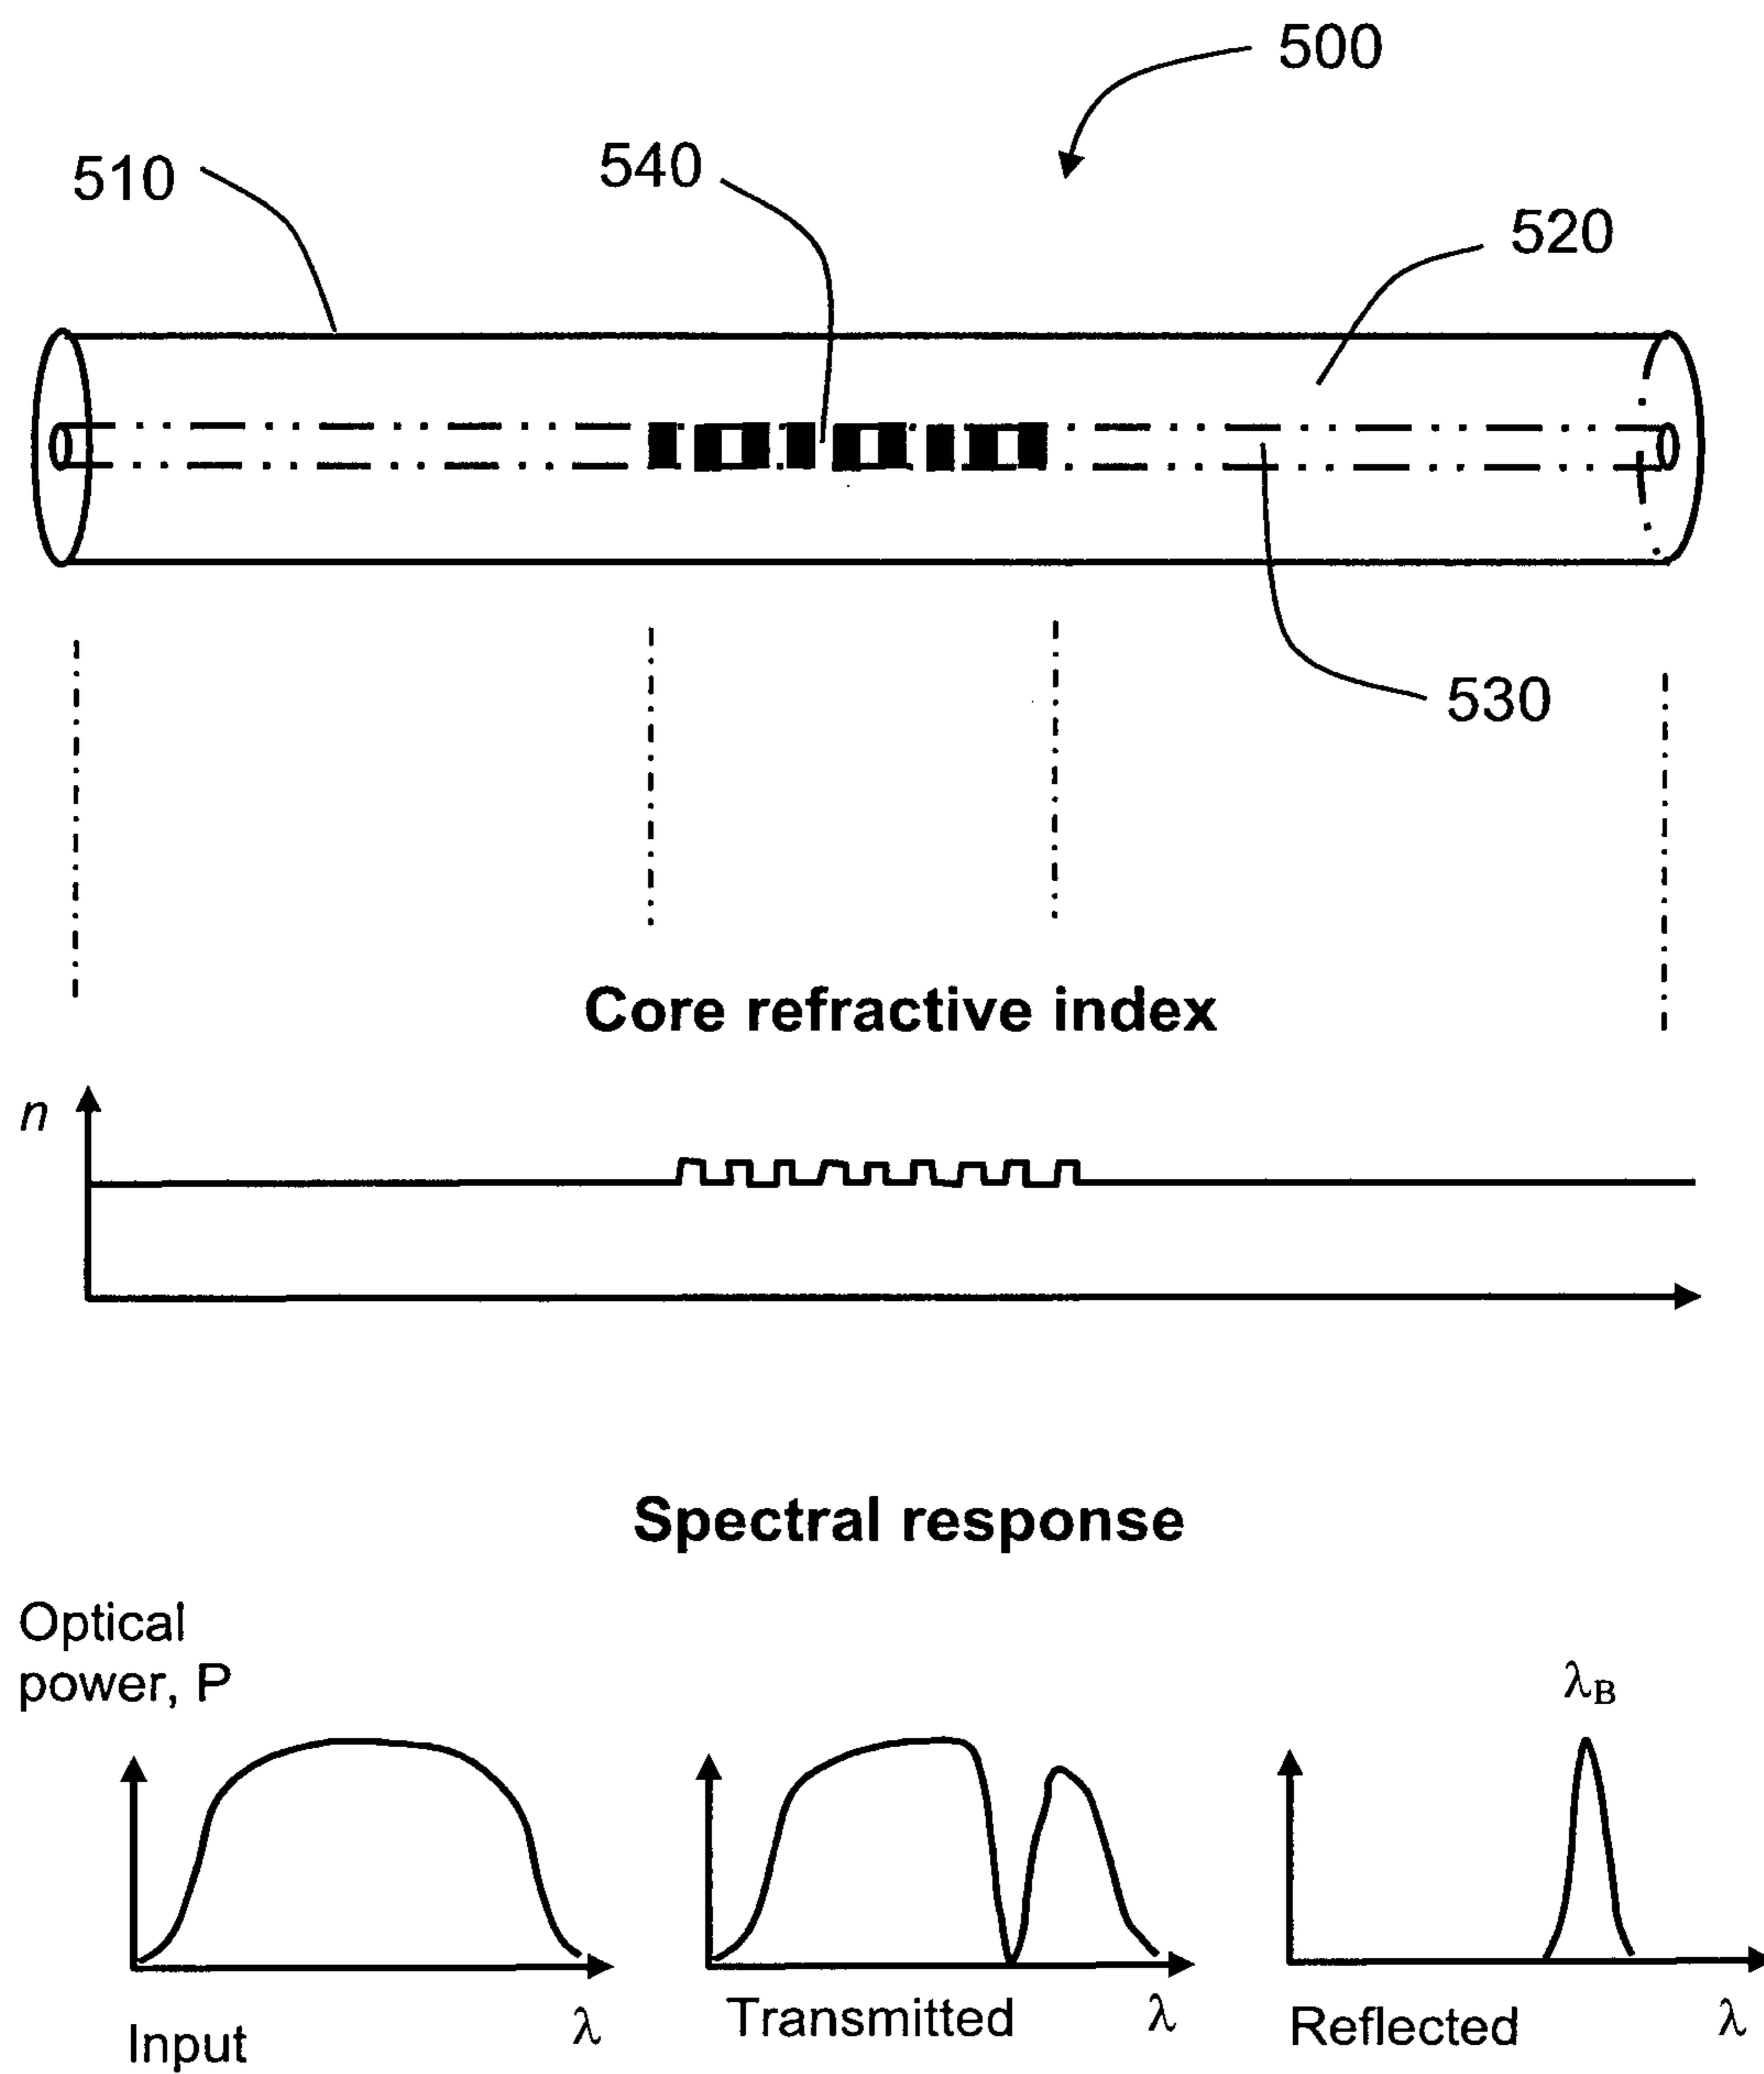 500
540
510
520
530
Core refractive index
n
Spectral response
Optical
power, P
λB
Input
λ
Transmitted
λ
Reflected
λ